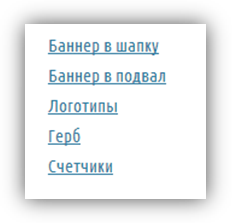 Баннер в шапку
Баннер в подвал
Логотипы
Герб
Счетчики